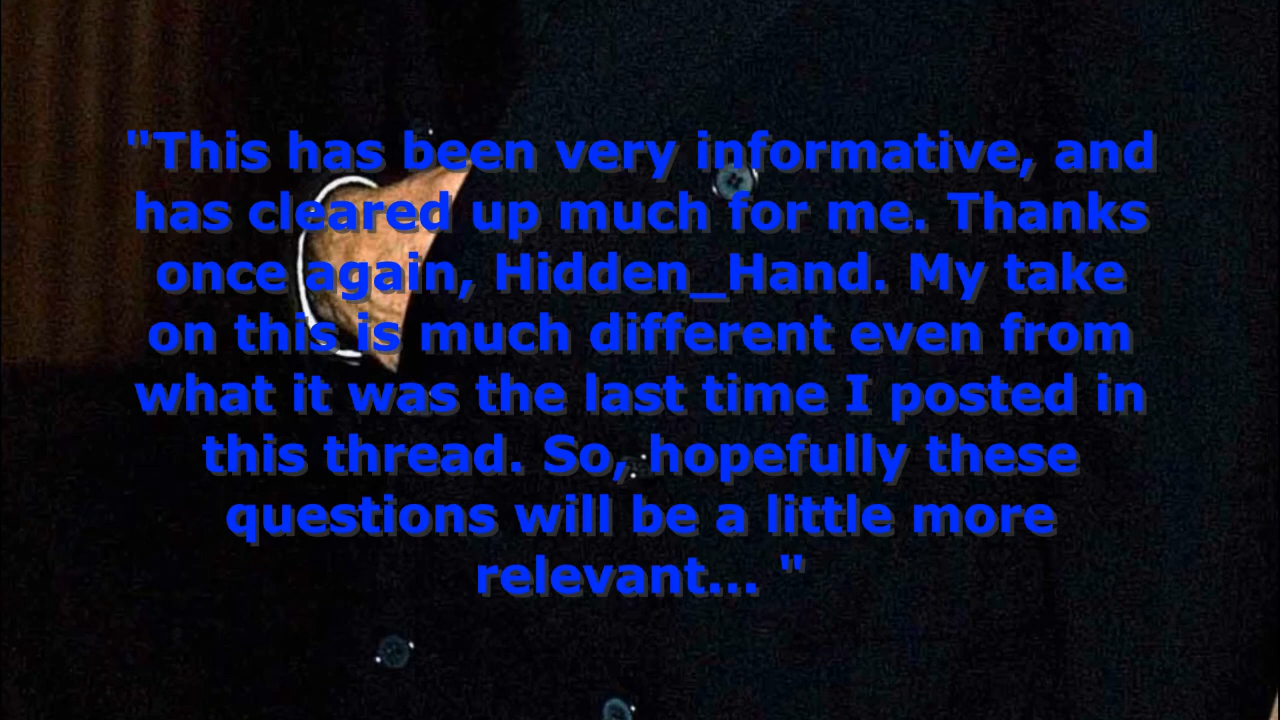 "This has been very informative, and
has cleared up much for me. Thanks
once again, Hidden_Hand. My take
on this is much different even from
what it was the last time I posted in
this thread. So, hopefully these
questions will be a little more
relevant... "